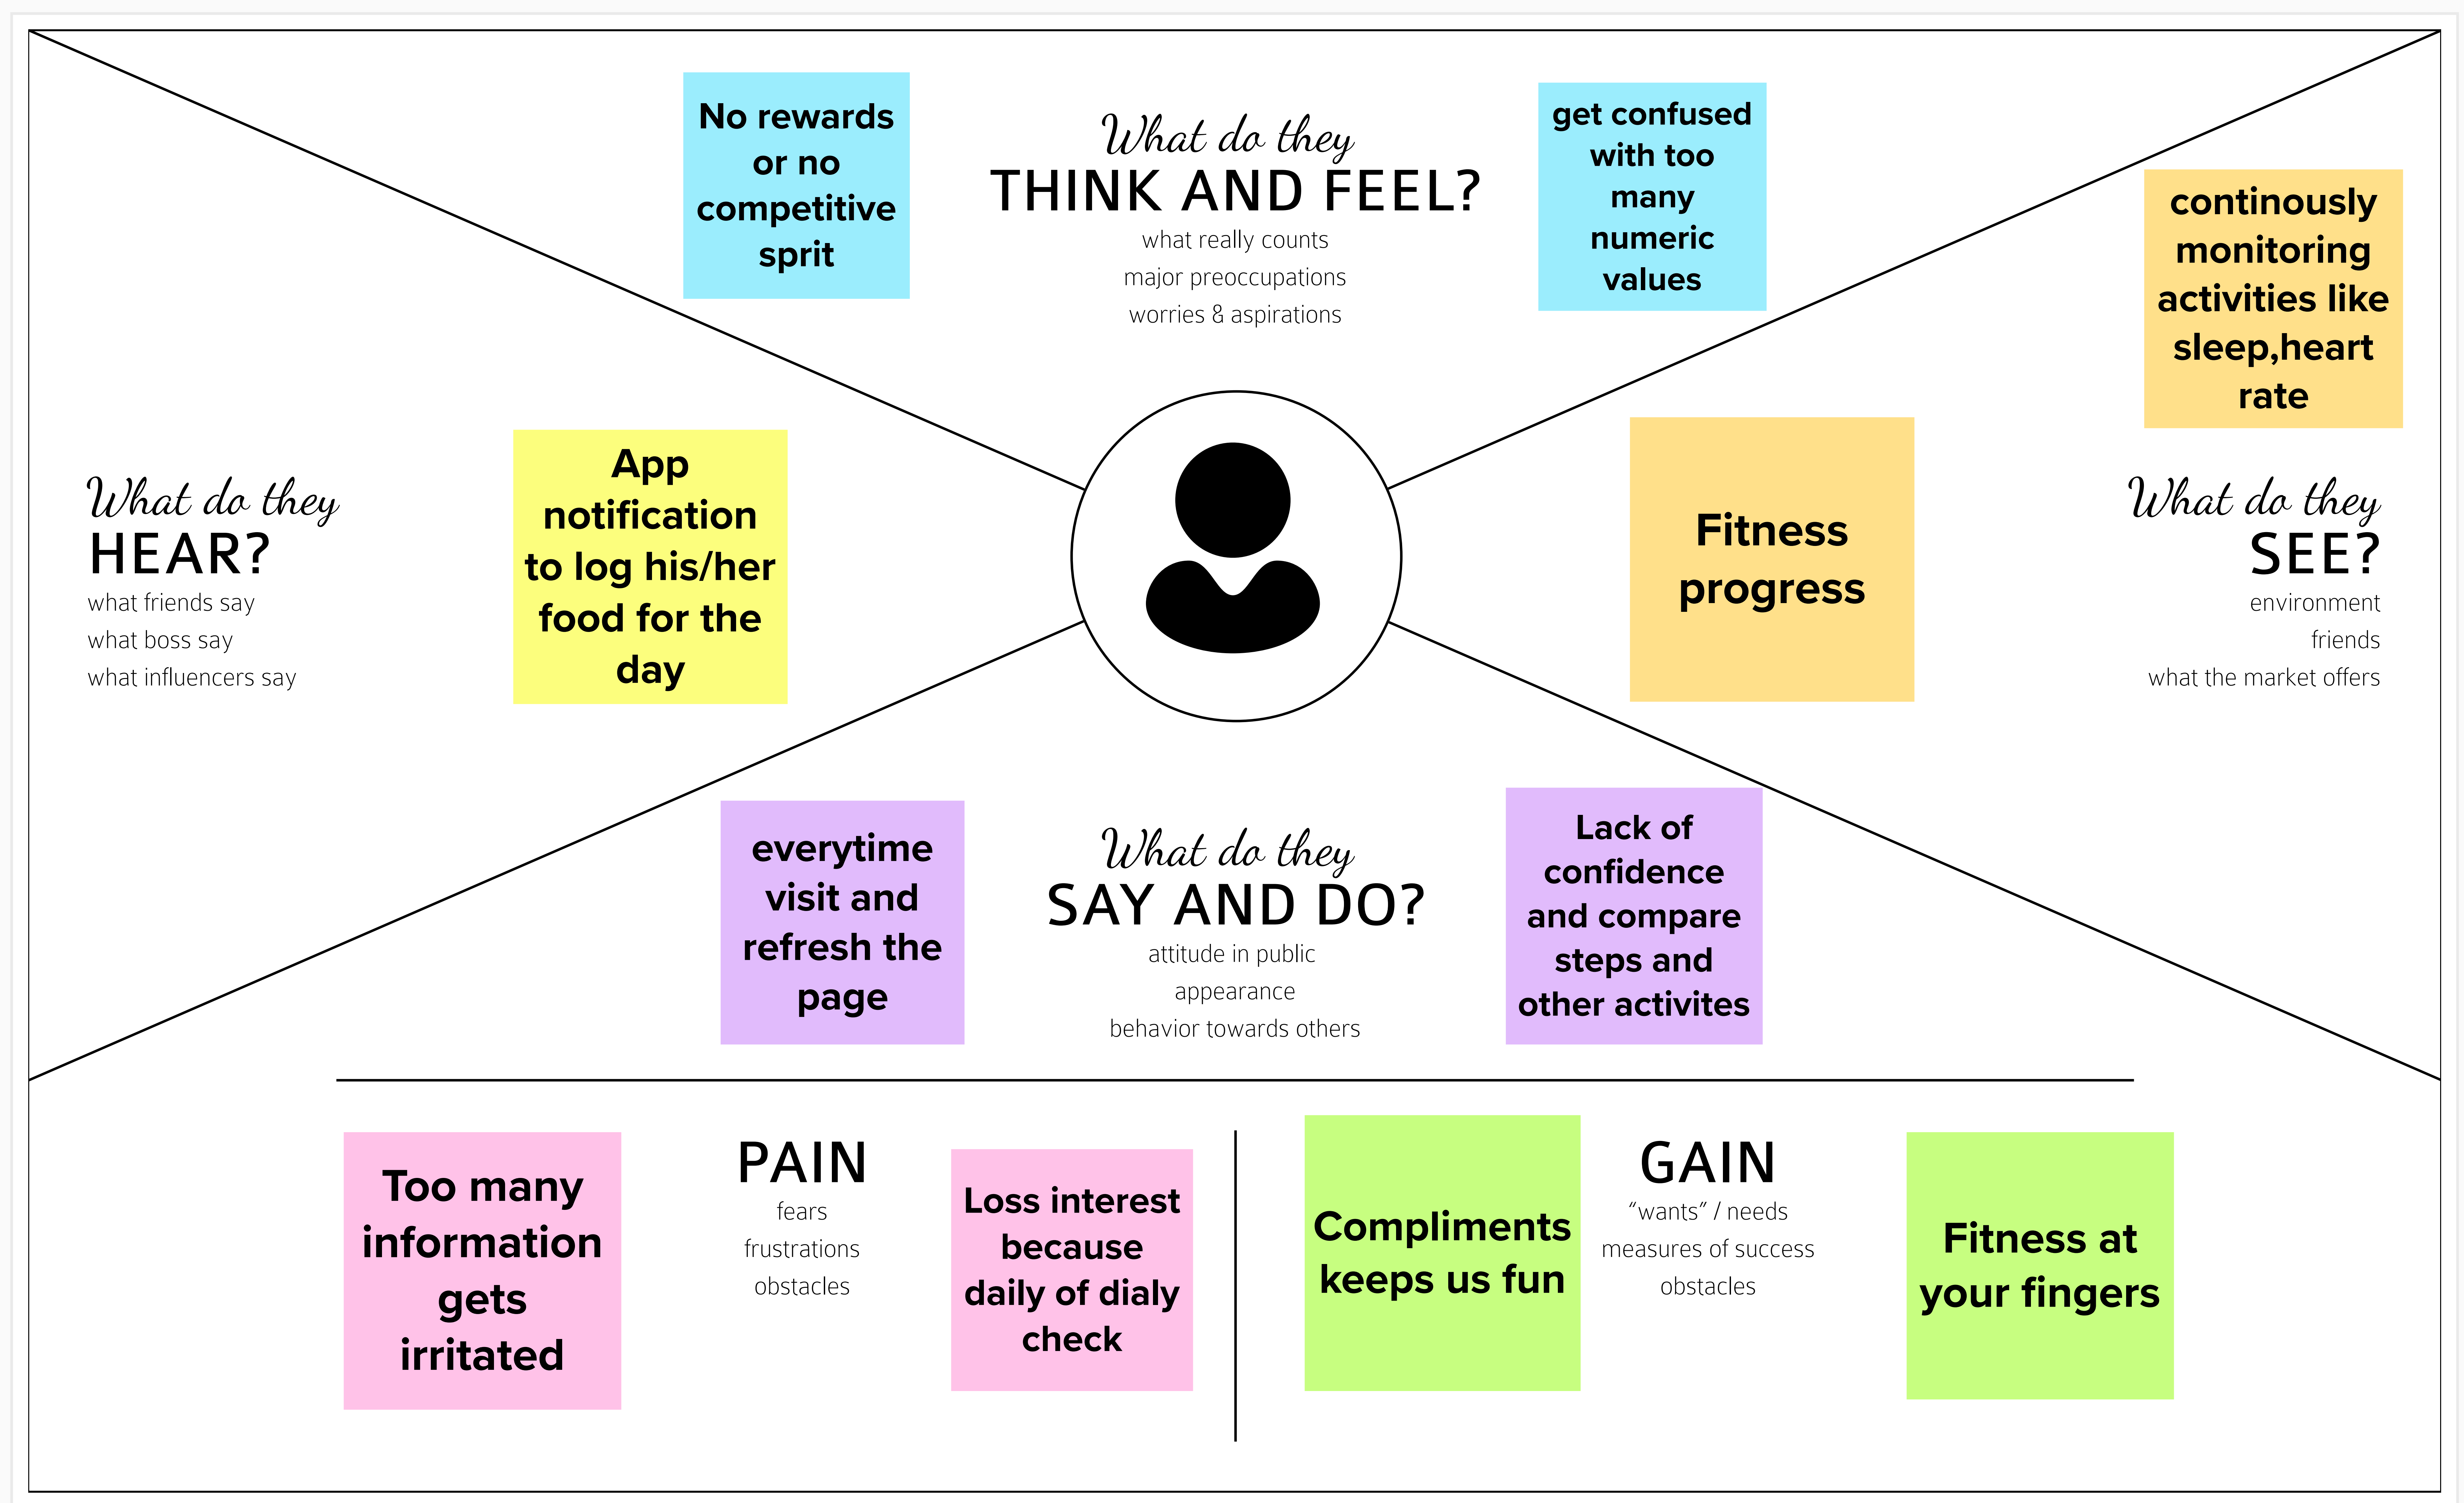 No rewards
or no
competitive
sprit
What do they
THINK AND FEEL?
what really counts
major preoccupations
worries & aspirations
get confused
with too
many
numeric
values
continously
monitoring
activities like
sleep,heart
rate
What do they
HEAR?
what friends say
what boss say
what influencers say
App
notification
to log his/her
food for the
day
Fitness
progress
What do they
SEE?
environment
friends
what the market offers
everytime
visit and
refresh the
page
What do they
SAY AND DO?
attitude in public
appearance
behavior towards others
Lack of
confidence
and compare
steps and
other activites
Too many
information
gets
irritated
PAIN
fears
frustrations
obstacles
Loss interest
because
daily of dialy
check
Compliments
keeps us fun
GAIN
“wants” / needs
measures of success
obstacles
Fitness at
your fingers